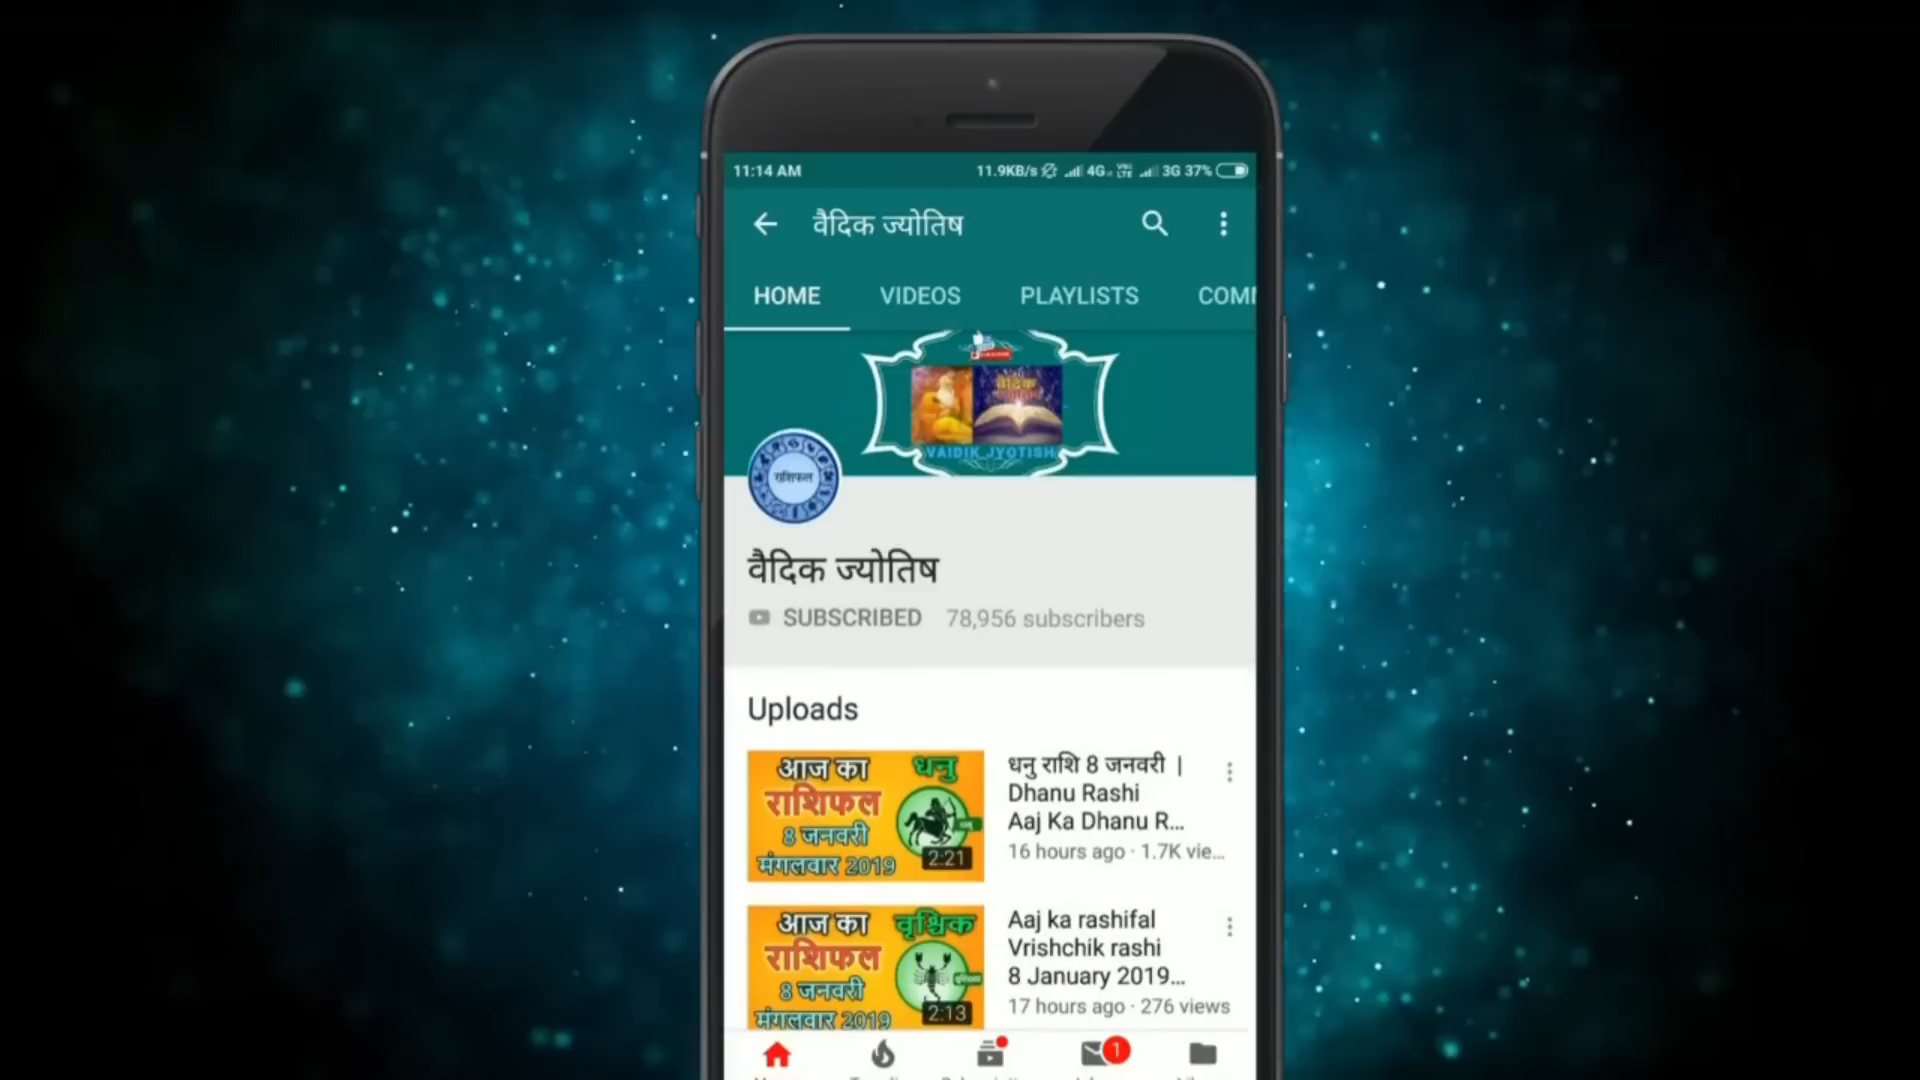 11:14 AM 11.9KB/s 4G VoLTE 3G 37%
वैदिक ज्योतिष
HOME VIDEOS PLAYLISTS COMM
वैदिक
VAIDIK JYOTISH
राशिफल
वैदिक ज्योतिष
SUBSCRIBED 78,956 subscribers
Uploads
आज का धनु
राशिफल
8 जनवरी
मंगलवार 2019
2:21
धनु राशि 8 जनवरी |
Dhanu Rashi
Aaj Ka Dhanu R...
16 hours ago · 1.7K vie...
आज का वृश्चिक
राशिफल
8 जनवरी
मंगलवार 2019
2:13
Aaj ka rashifal
Vrishchik rashi
8 January 2019...
17 hours ago · 276 views
1